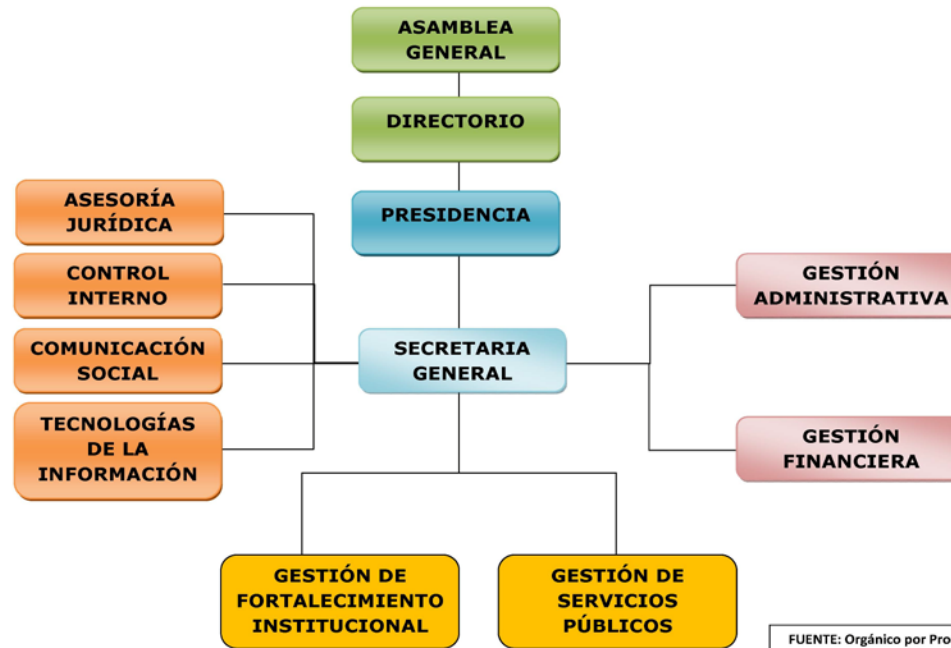 ASAMBLEA
GENERAL
DIRECTORIO
PRESIDENCIA
ASESORÍA
JURÍDICA
CONTROL
INTERNO
COMUNICACIÓN
SOCIAL
TECNOLOGÍAS
DE LA
INFORMACIÓN
SECRETARIA
GENERAL
GESTIÓN
ADMINISTRATIVA
GESTIÓN
FINANCIERA
GESTIÓN DE
FORTALECIMIENTO
INSTITUCIONAL
GESTIÓN DE
SERVICIOS
PÚBLICOS
FUENTE: Orgánico por Pro